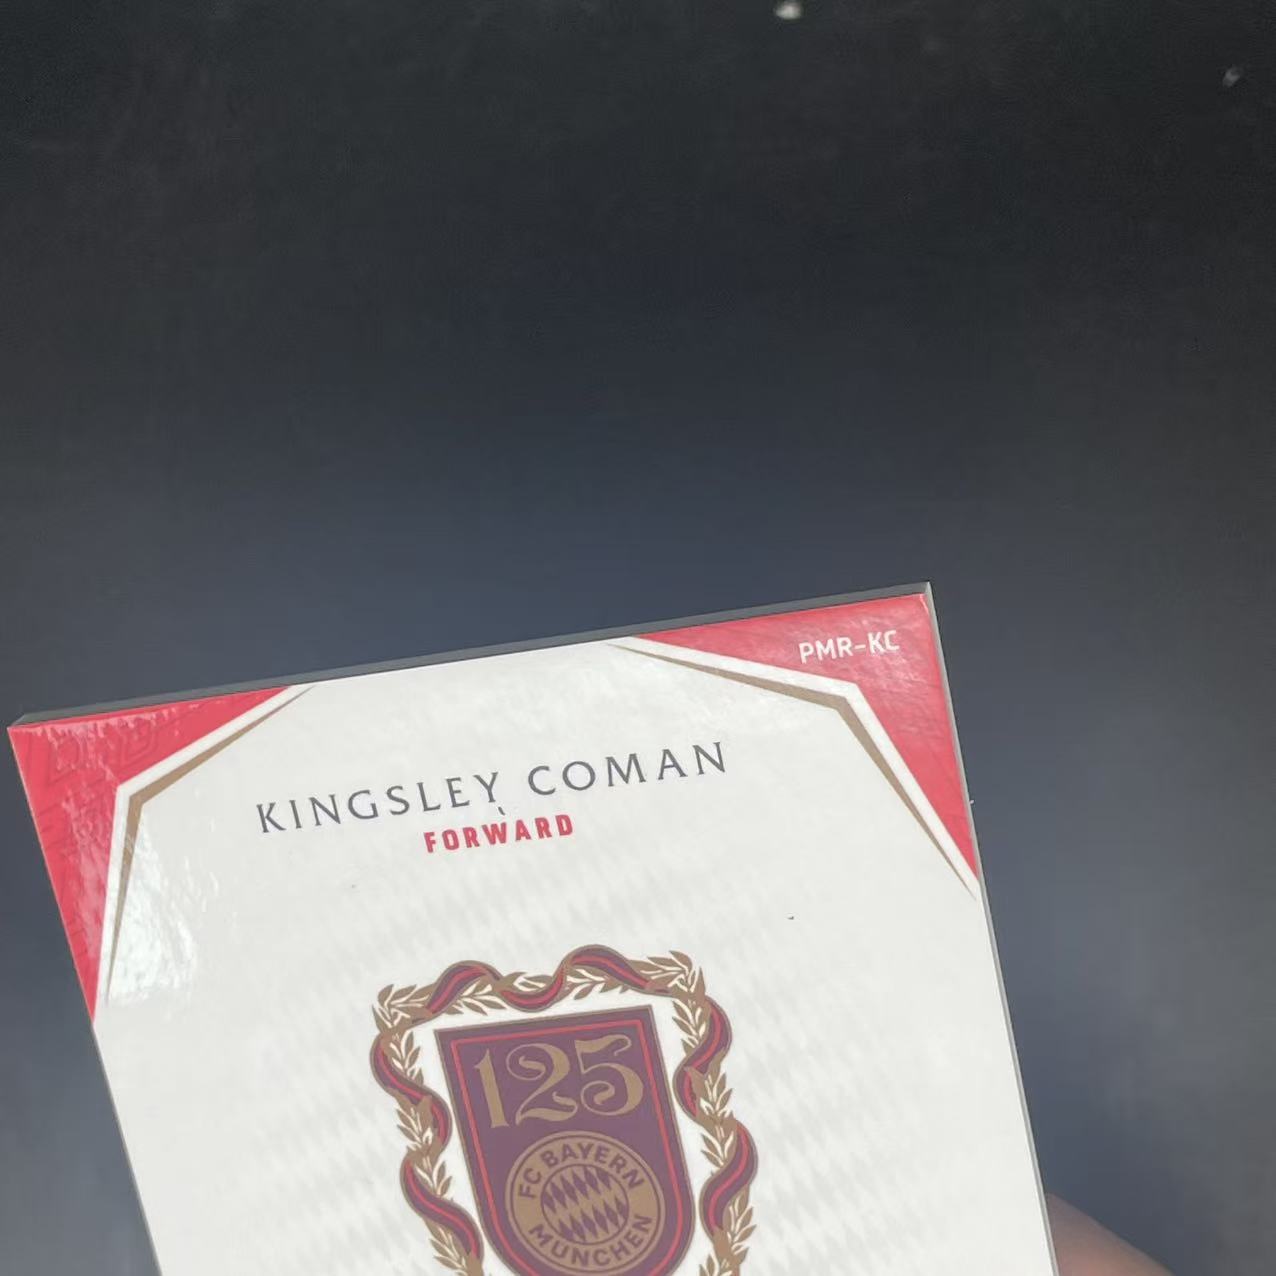 PMR-KC
KINGSLEY COMAN
FORWARD
125
FC BAYERN
MÜNCHEN